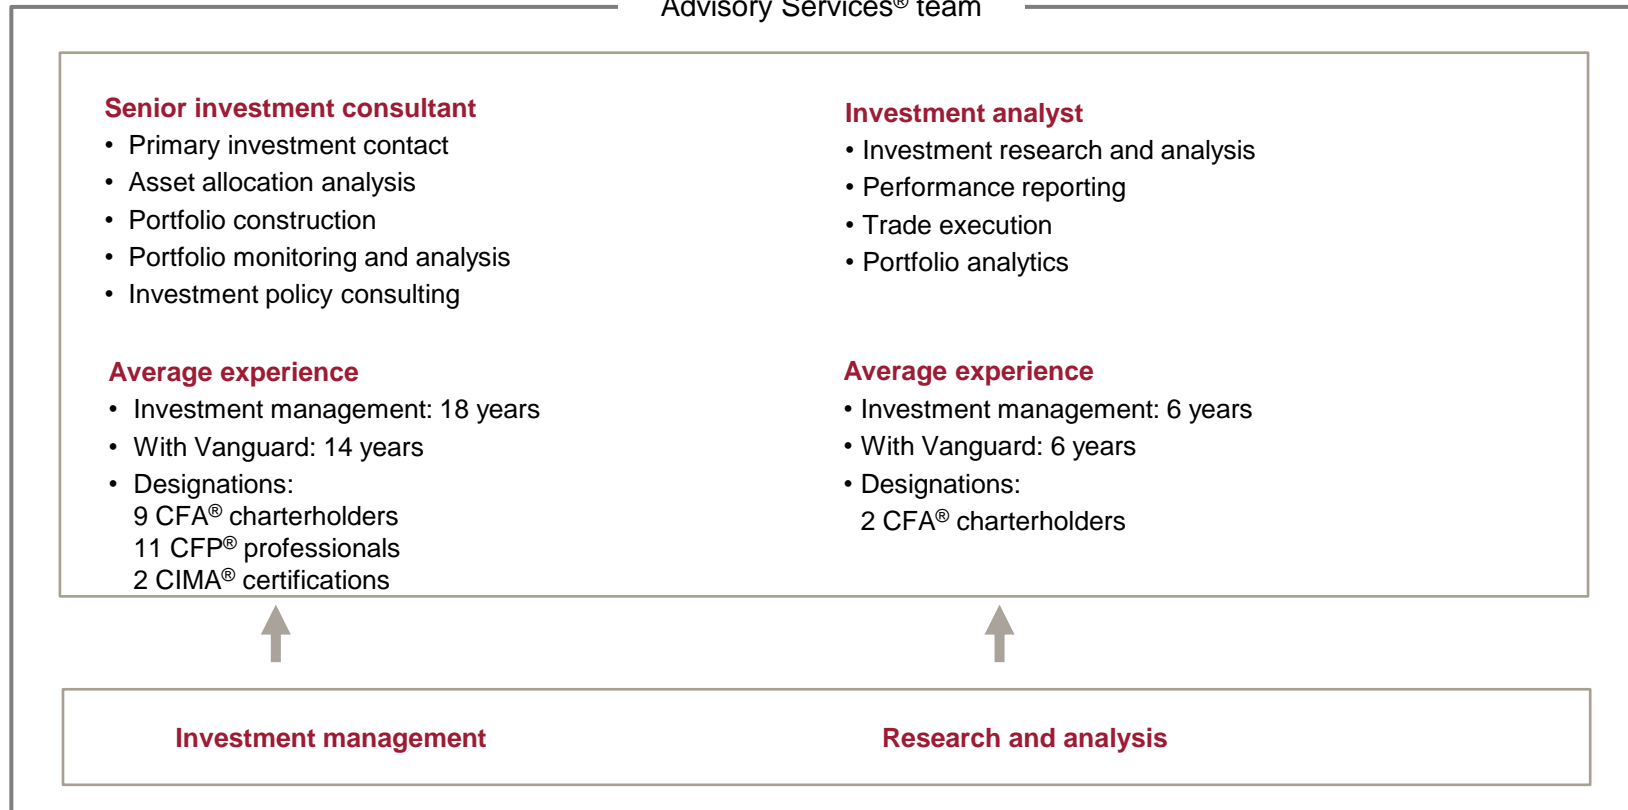 Advisory Services® team
Senior investment consultant
• Primary investment contact
• Asset allocation analysis
• Portfolio construction
• Portfolio monitoring and analysis
• Investment policy consulting
Average experience
• Investment management: 18 years
• With Vanguard: 14 years
• Designations:
9 CFA® charterholders
11 CFP® professionals
2 CIMA® certifications
Investment analyst
• Investment research and analysis
• Performance reporting
• Trade execution
• Portfolio analytics
Average experience
• Investment management: 6 years
• With Vanguard: 6 years
• Designations:
2 CFA® charterholders
Investment management
Research and analysis